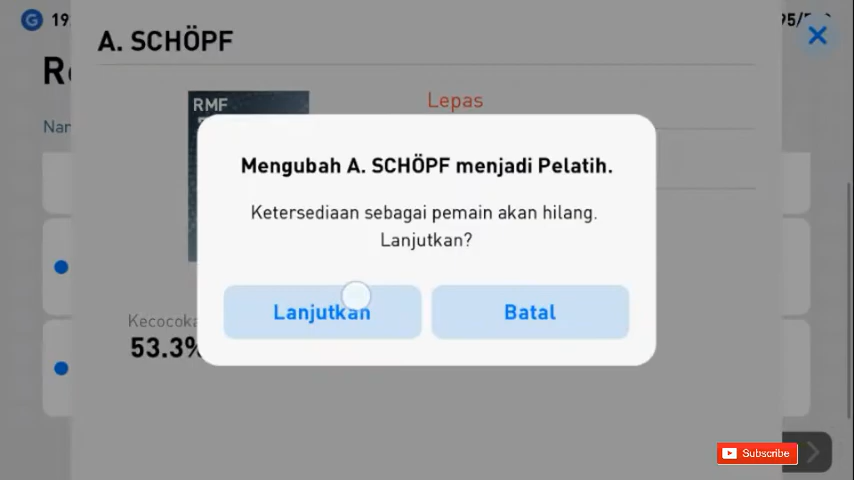 A. SCHÖPF
RMF
Lepas
Mengubah A. SCHÖPF menjadi Pelatih.
Ketersediaan sebagai pemain akan hilang.
Lanjutkan?
Lanjutkan
Batal
53.3%
Subscribe